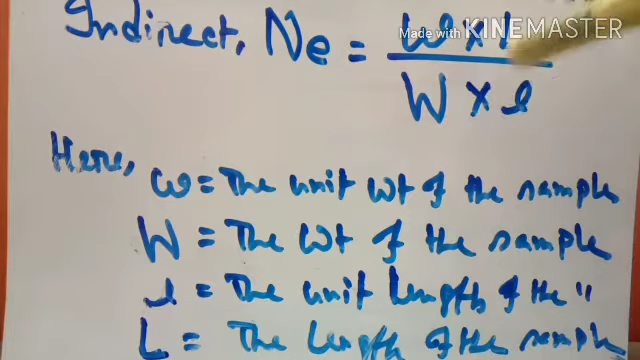 Made with KINEMASTER
Indirect, Ne = w X L
W X l
Here,
w = The unit wt of the sample
W = The wt of the sample
l = The unit length of the "
L = The length of the sample